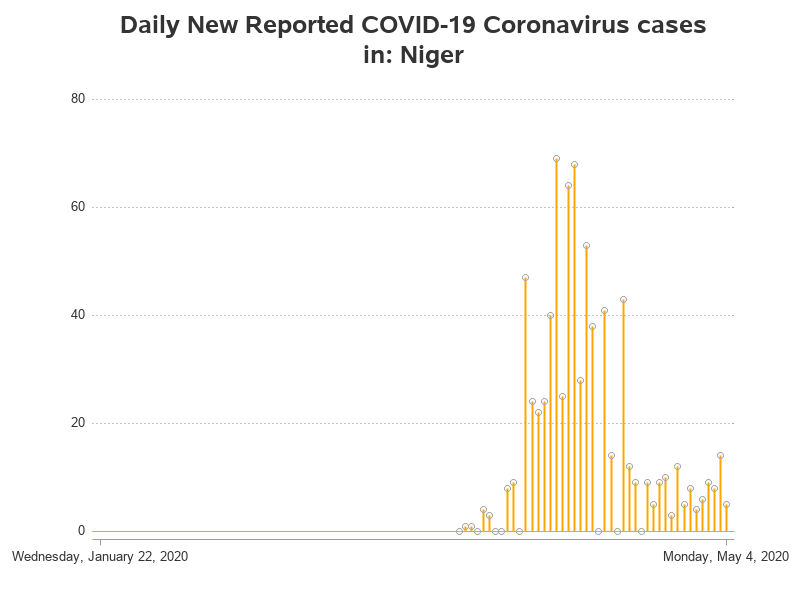 Daily New Reported COVID-19 Coronavirus cases
in: Niger
80
60
40
20
0
Wednesday, January 22, 2020
Monday, May 4, 2020